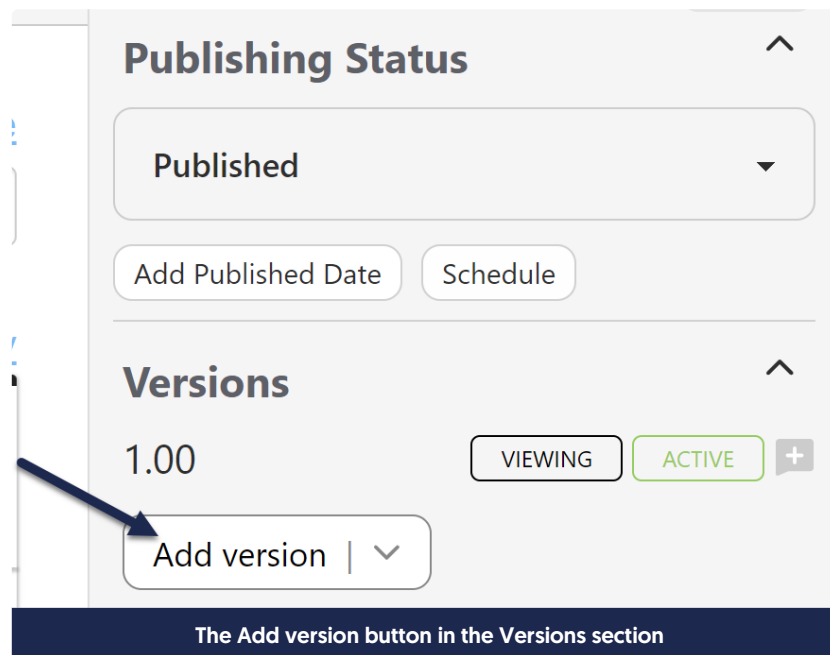 Publishing Status
Published
Add Published Date
Schedule
Versions
1.00
VIEWING
ACTIVE
Add version
The Add version button in the Versions section